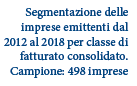 Segmentazione delle
imprese emittenti dal
2012 al 2018 per classe di
fatturato consolidato.
Campione: 498 imprese